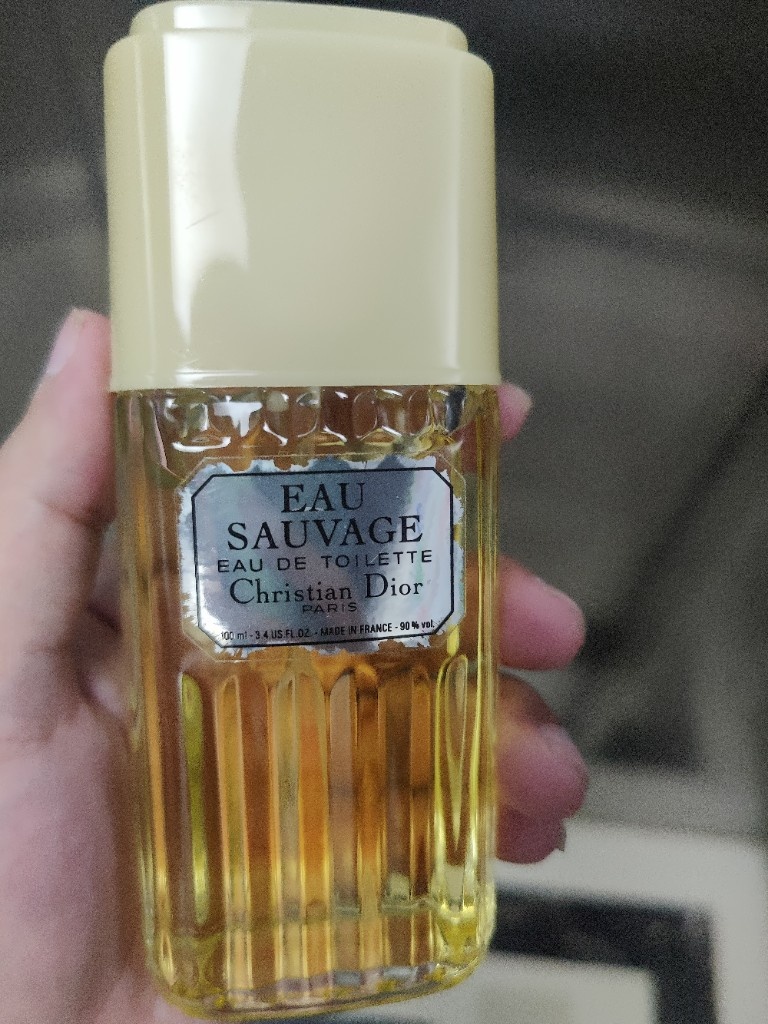 EAU
SAUVAGE
EAU DE TOILETTE
Christian Dior
PARIS
100 ml - 3.4 US FL.OZ. - MADE IN FRANCE - 90 % vol.